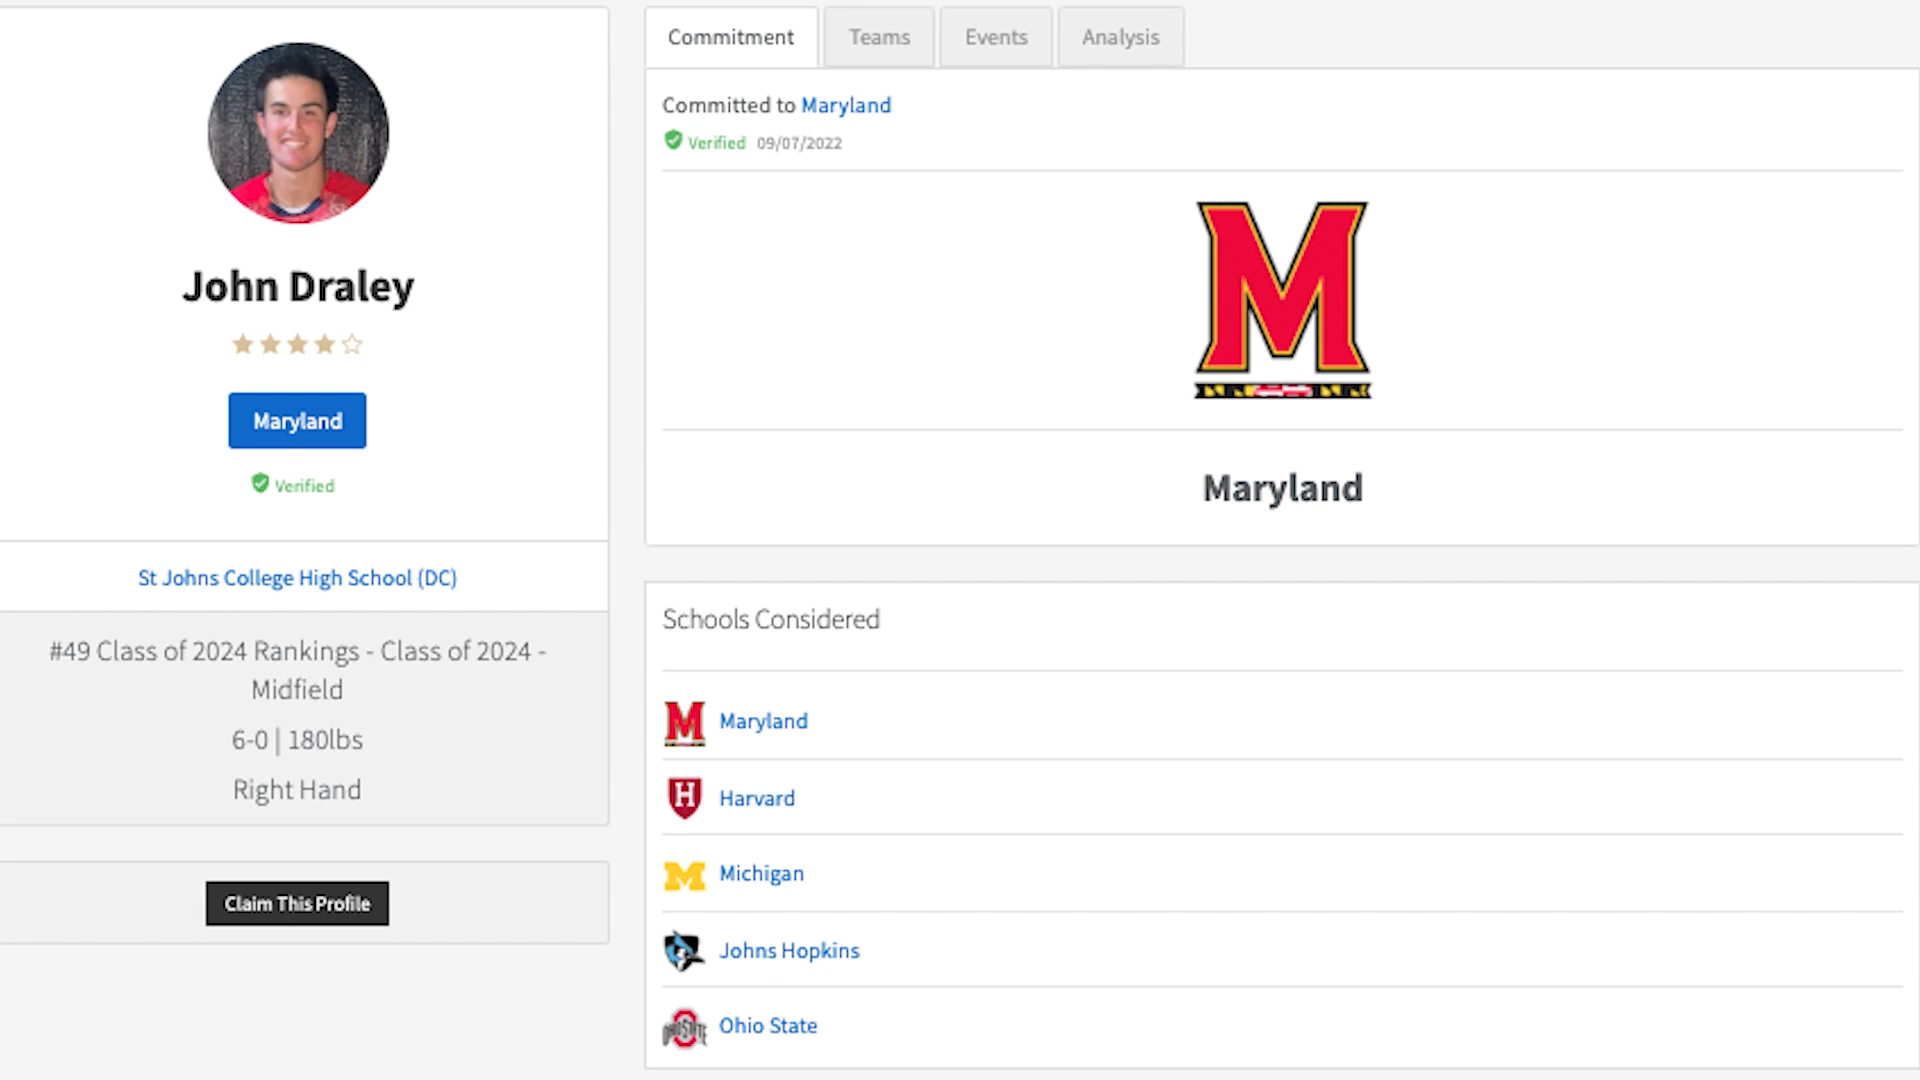 John Draley
Maryland
Verified
St Johns College High School (DC)
#49 Class of 2024 Rankings - Class of 2024 -
Midfield
6-0 | 180lbs
Right Hand
Claim This Profile
Commitment
Teams
Events
Analysis
Committed to Maryland
Verified 09/07/2022
M
Maryland
Schools Considered
M Maryland
H Harvard
M Michigan
Johns Hopkins
OHIO STATE Ohio State